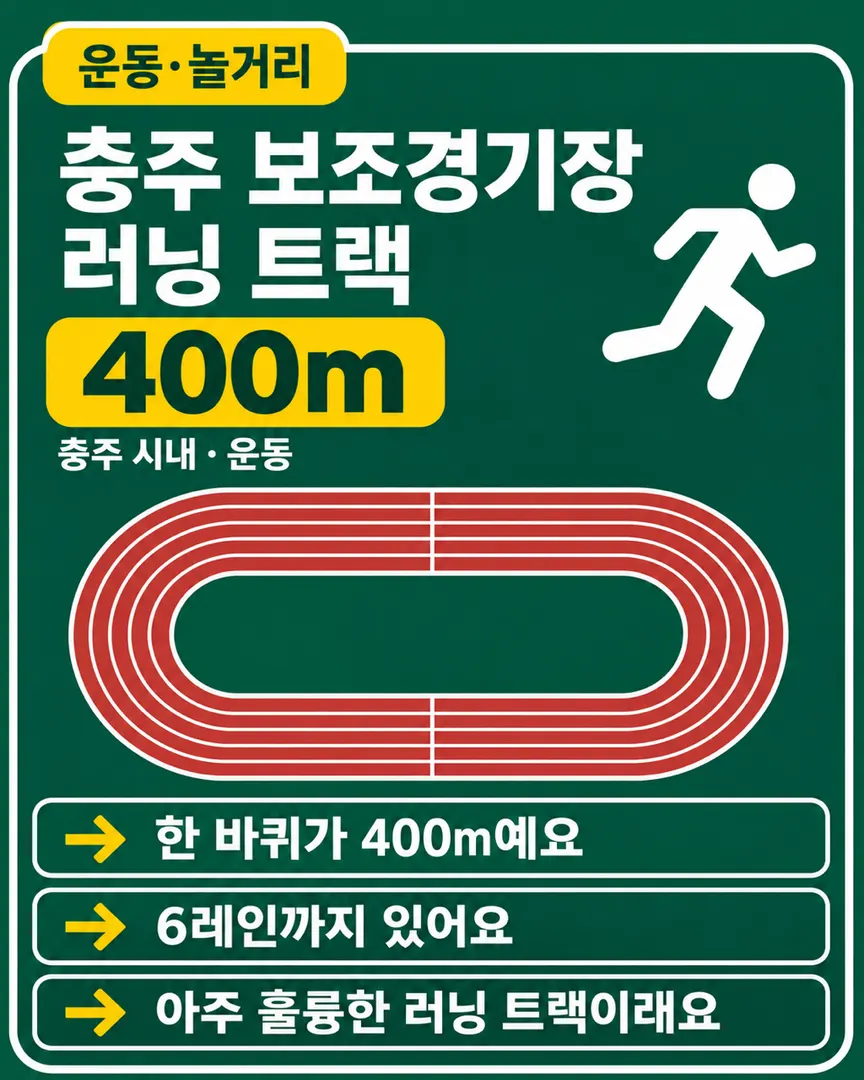 운동·놀거리
충주 보조경기장
러닝 트랙
400m
충주 시내·운동
한 바퀴가 400m예요
6레인까지 있어요
아주 훌륭한 러닝 트랙이래요